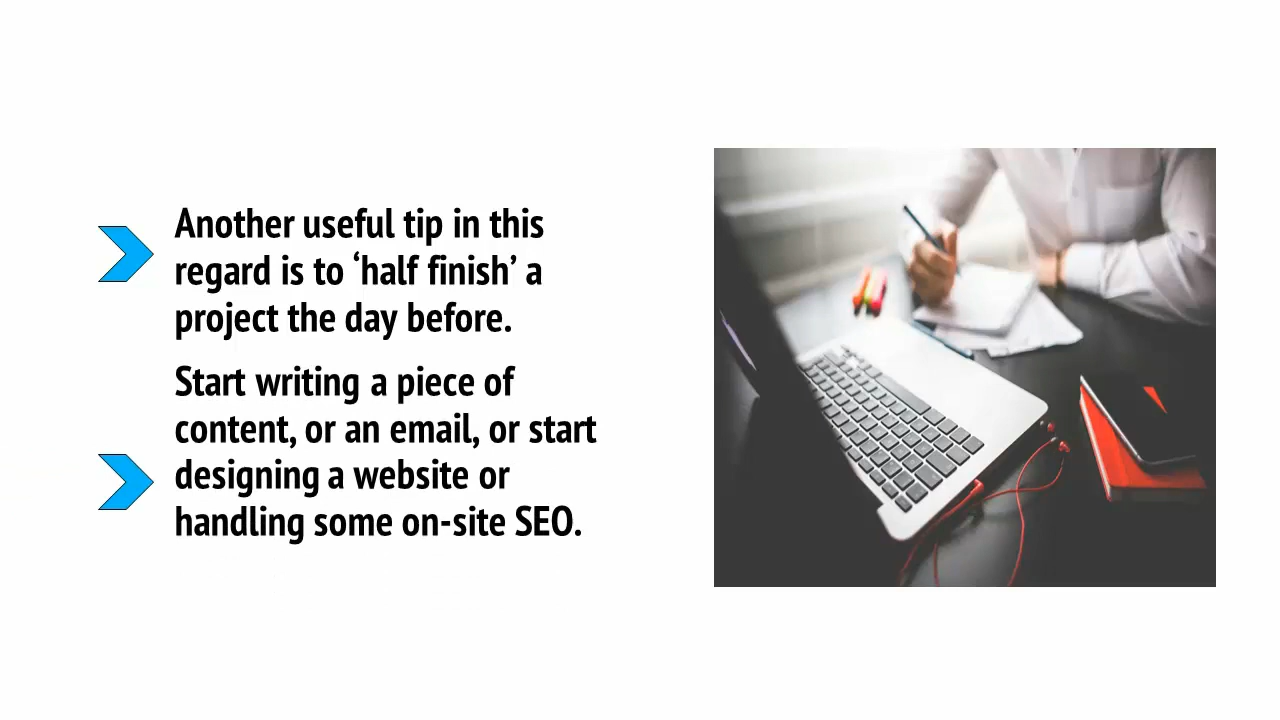 Another useful tip in this
regard is to ‘half finish’ a
project the day before.
Start writing a piece of
content, or an email, or start
designing a website or
handling some on-site SEO.